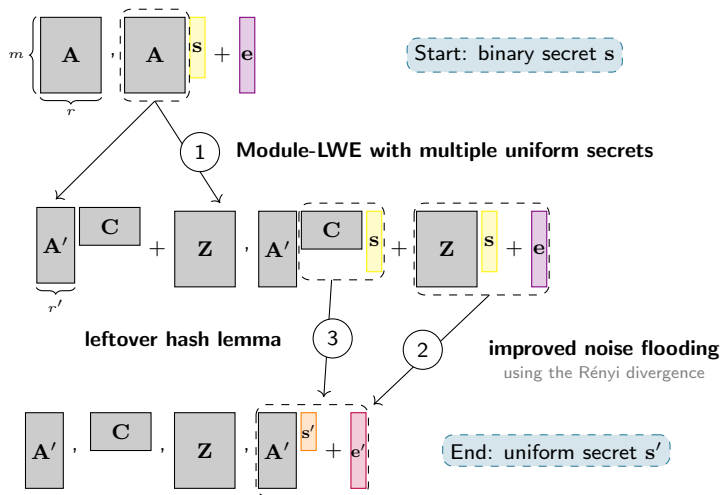 m A , A s + e Start: binary secret s
r
1 Module-LWE with multiple uniform secrets
A′ C + Z , A′ C s + Z s + e
r′
leftover hash lemma 3 2 improved noise flooding
using the Rényi divergence
A′ , C , Z , A′ s′ + e′ End: uniform secret s′